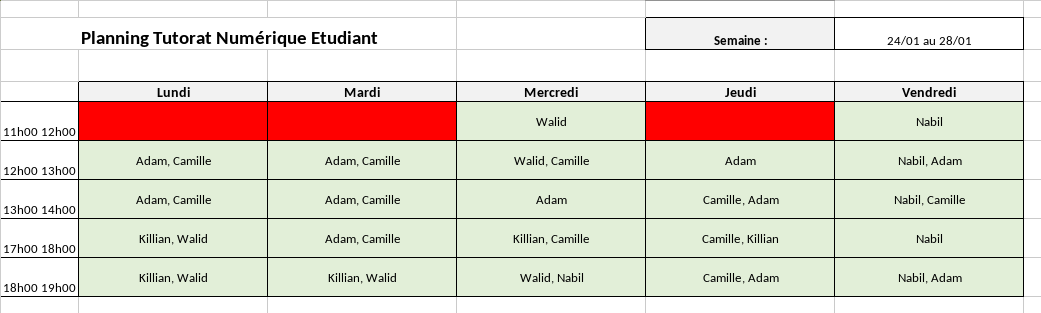 Planning Tutorat Numérique Etudiant Semaine : 24/01 au 28/01
Lundi Mardi Mercredi Jeudi Vendredi
11h00 12h00 Walid Nabil
12h00 13h00 Adam, Camille Adam, Camille Walid, Camille Adam Nabil, Adam
13h00 14h00 Adam, Camille Adam, Camille Adam Camille, Adam Nabil, Camille
17h00 18h00 Killian, Walid Adam, Camille Killian, Camille Camille, Killian Nabil
18h00 19h00 Killian, Walid Killian, Walid Walid, Nabil Camille, Adam Nabil, Adam